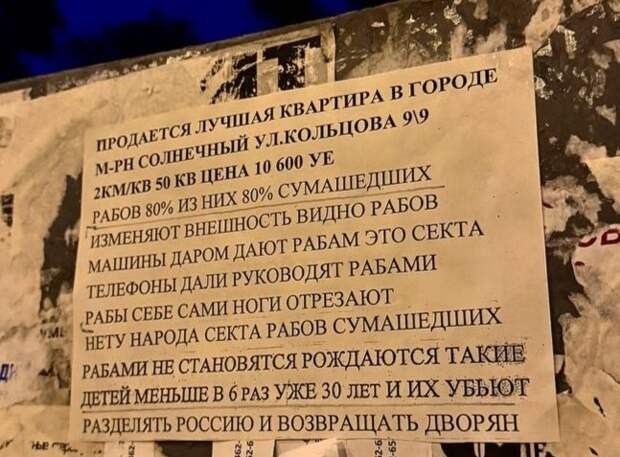 ПРОДАЕТСЯ ЛУЧШАЯ КВАРТИРА В ГОРОДЕ
М-РН СОЛНЕЧНЫЙ УЛ.КОЛЬЦОВА 9\9
2КМ/КВ 50 КВ ЦЕНА 10 600 УЕ
РАБОВ 80% ИЗ НИХ 80% СУМАШЕДШИХ
ИЗМЕНЯЮТ ВНЕШНОСТЬ ВИДНО РАБОВ
МАШИНЫ ДАРОМ ДАЮТ РАБАМ ЭТО СЕКТА
ТЕЛЕФОНЫ ДАЛИ РУКОВОДЯТ РАБАМИ
РАБЫ СЕБЕ САМИ НОГИ ОТРЕЗАЮТ
НЕТУ НАРОДА СЕКТА РАБОВ СУМАШЕДШИХ
РАБАМИ НЕ СТАНОВЯТСЯ РОЖДАЮТСЯ ТАКИЕ
ДЕТЕЙ МЕНЬШЕ В 6 РАЗ УЖЕ 30 ЛЕТ И ИХ УБЬЮТ
РАЗДЕЛЯТЬ РОССИЮ И ВОЗВРАЩАТЬ ДВОРЯН